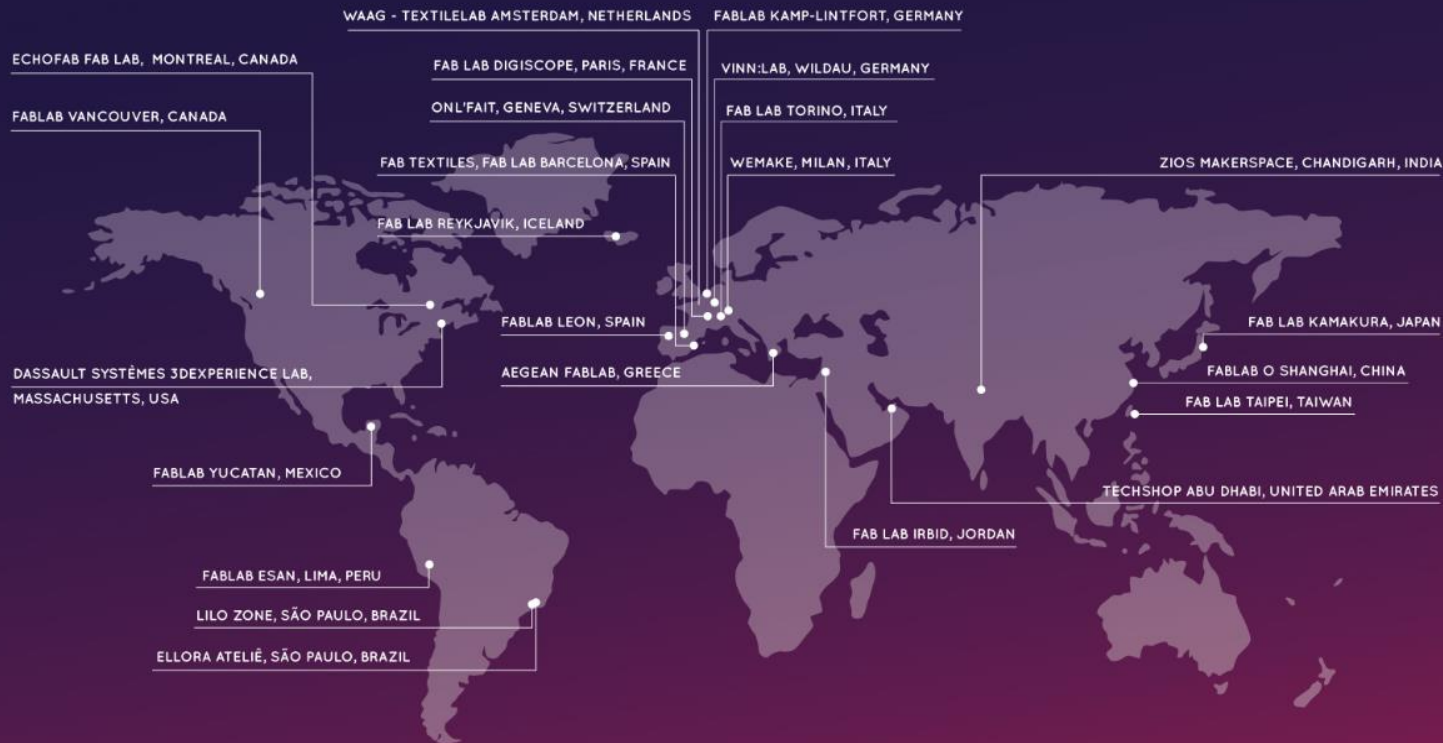 WAAG - TEXTILELAB AMSTERDAM, NETHERLANDS
FABLAB KAMP-LINTFORT, GERMANY
ECHOFAB FAB LAB, MONTREAL, CANADA
FAB LAB DIGISCOPE, PARIS, FRANCE
VINN:LAB, WILDAU, GERMANY
FABLAB VANCOUVER, CANADA
ONL'FAIT, GENEVA, SWITZERLAND
FAB LAB TORINO, ITALY
FAB TEXTILES, FAB LAB BARCELONA, SPAIN
WEMAKE, MILAN, ITALY
ZIOS MAKERSPACE, CHANDIGARH, INDIA
FAB LAB REYKJAVIK, ICELAND
FABLAB LEON, SPAIN
FAB LAB KAMAKURA, JAPAN
DASSAULT SYSTÈMES 3DEXPERIENCE LAB,
MASSACHUSETTS, USA
AEGEAN FABLAB, GREECE
FABLAB O SHANGHAI, CHINA
FAB LAB TAIPEI, TAIWAN
FABLAB YUCATAN, MEXICO
TECHSHOP ABU DHABI, UNITED ARAB EMIRATES
FAB LAB IRBID, JORDAN
FABLAB ESAN, LIMA, PERU
LILO ZONE, SÃO PAULO, BRAZIL
ELLORA ATELIÊ, SÃO PAULO, BRAZIL